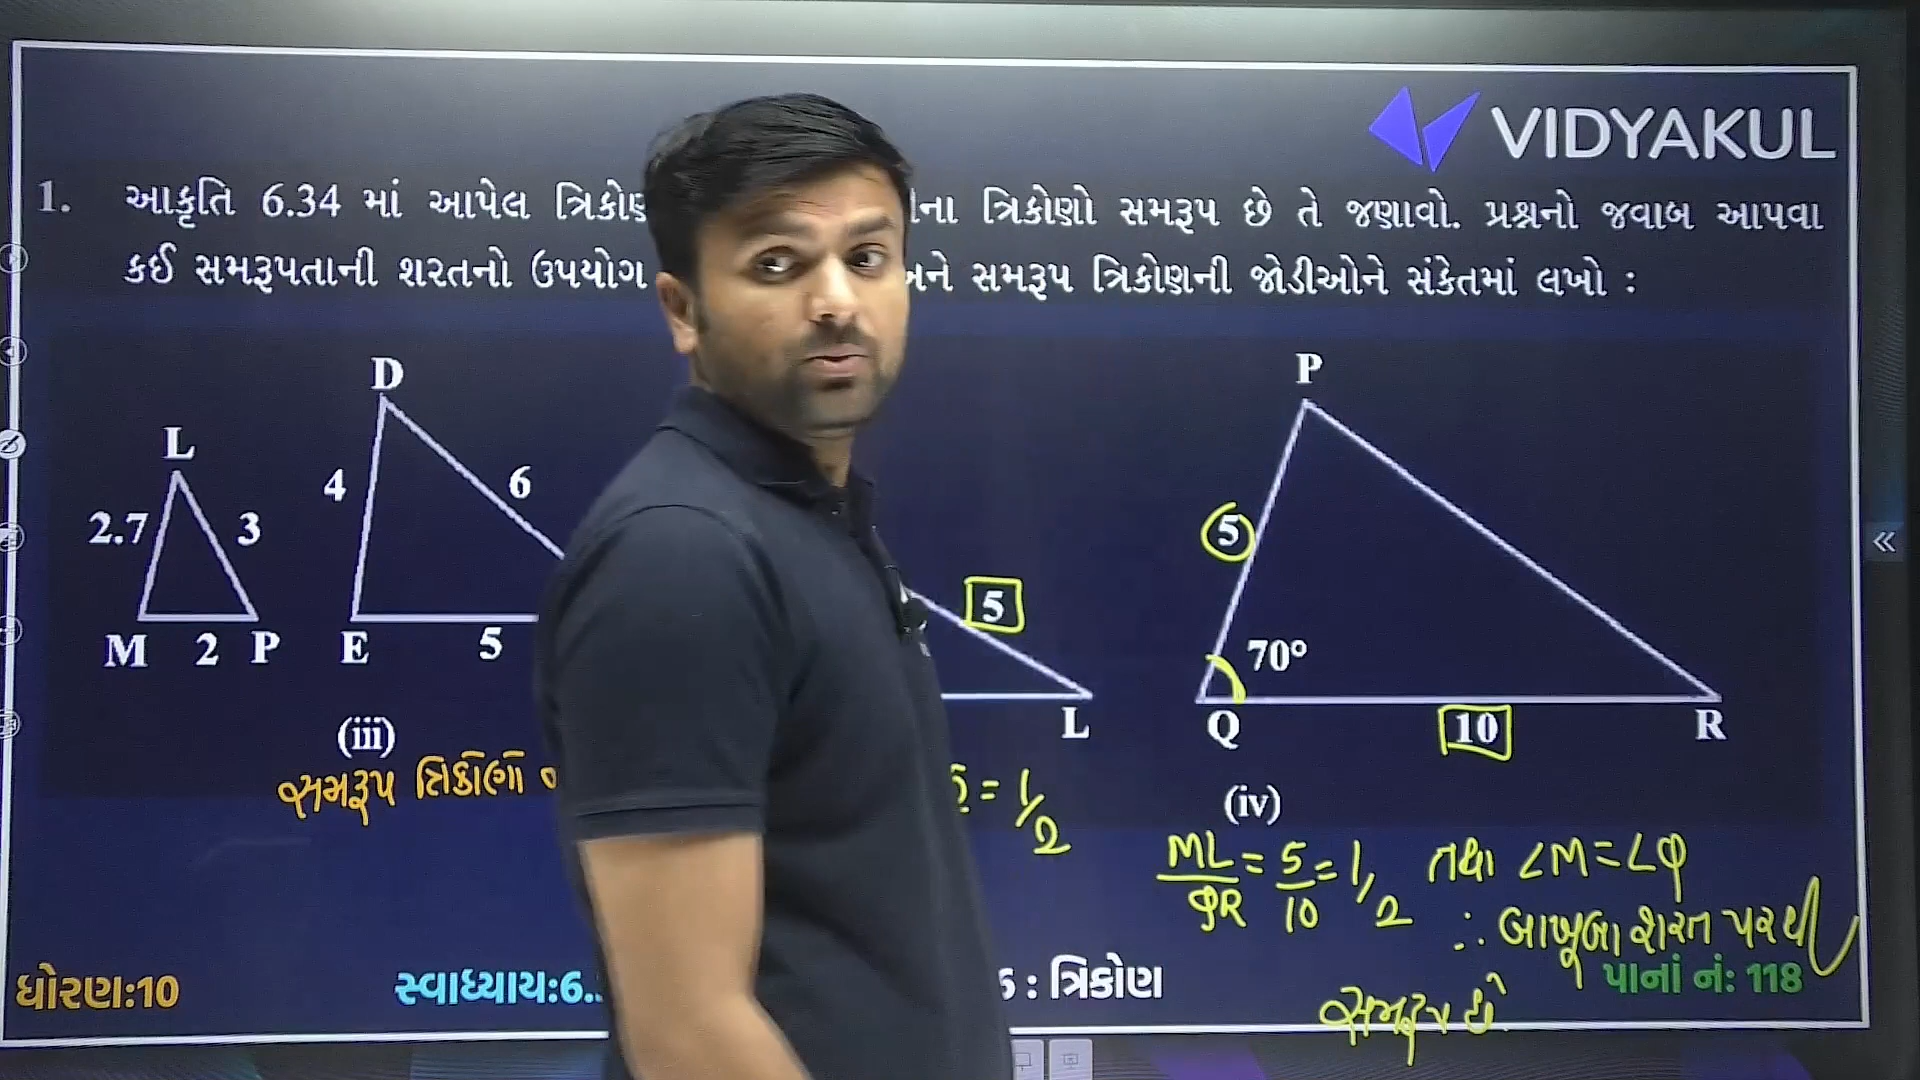 VIDYAKUL
1. આકૃતિ 6.34 માં આપેલ ત્રિકોણ ના ત્રિકોણો સમરૂપ છે તે જણાવો. પ્રશ્નનો જવાબ આપવા
કઈ સમરૂપતાની શરતનો ઉપયોગ અને સમરૂપ ત્રિકોણની જોડીઓને સંકેતમાં લખો :
D
P
L
4
6
2.7
3
5
5
70°
M 2 P
E
5
L
Q
10
R
(iii)
સમરૂપ ત્રિકોણો
= 1/2
(iv)
ML/QR = 5/10 = 1/2 તથા ∠M = ∠Q
∴ બાખૂબા શરત પરથી
સમરૂપ છે
ધોરણ:10
સ્વાધ્યાય:6.
6 : ત્રિકોણ
પાનાં નં: 118